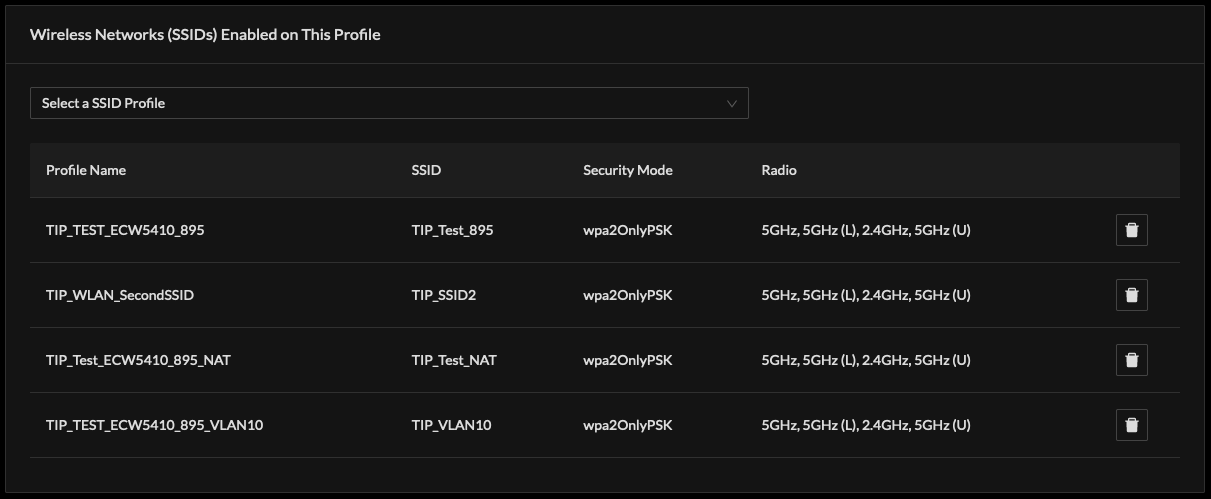 Wireless Networks (SSIDs) Enabled on This Profile
Select a SSID Profile
Profile Name SSID Security Mode Radio
TIP_TEST_ECW5410_895 TIP_Test_895 wpa2OnlyPSK 5GHz, 5GHz (L), 2.4GHz, 5GHz (U)
TIP_WLAN_SecondSSID TIP_SSID2 wpa2OnlyPSK 5GHz, 5GHz (L), 2.4GHz, 5GHz (U)
TIP_Test_ECW5410_895_NAT TIP_Test_NAT wpa2OnlyPSK 5GHz, 5GHz (L), 2.4GHz, 5GHz (U)
TIP_TEST_ECW5410_895_VLAN10 TIP_VLAN10 wpa2OnlyPSK 5GHz, 5GHz (L), 2.4GHz, 5GHz (U)